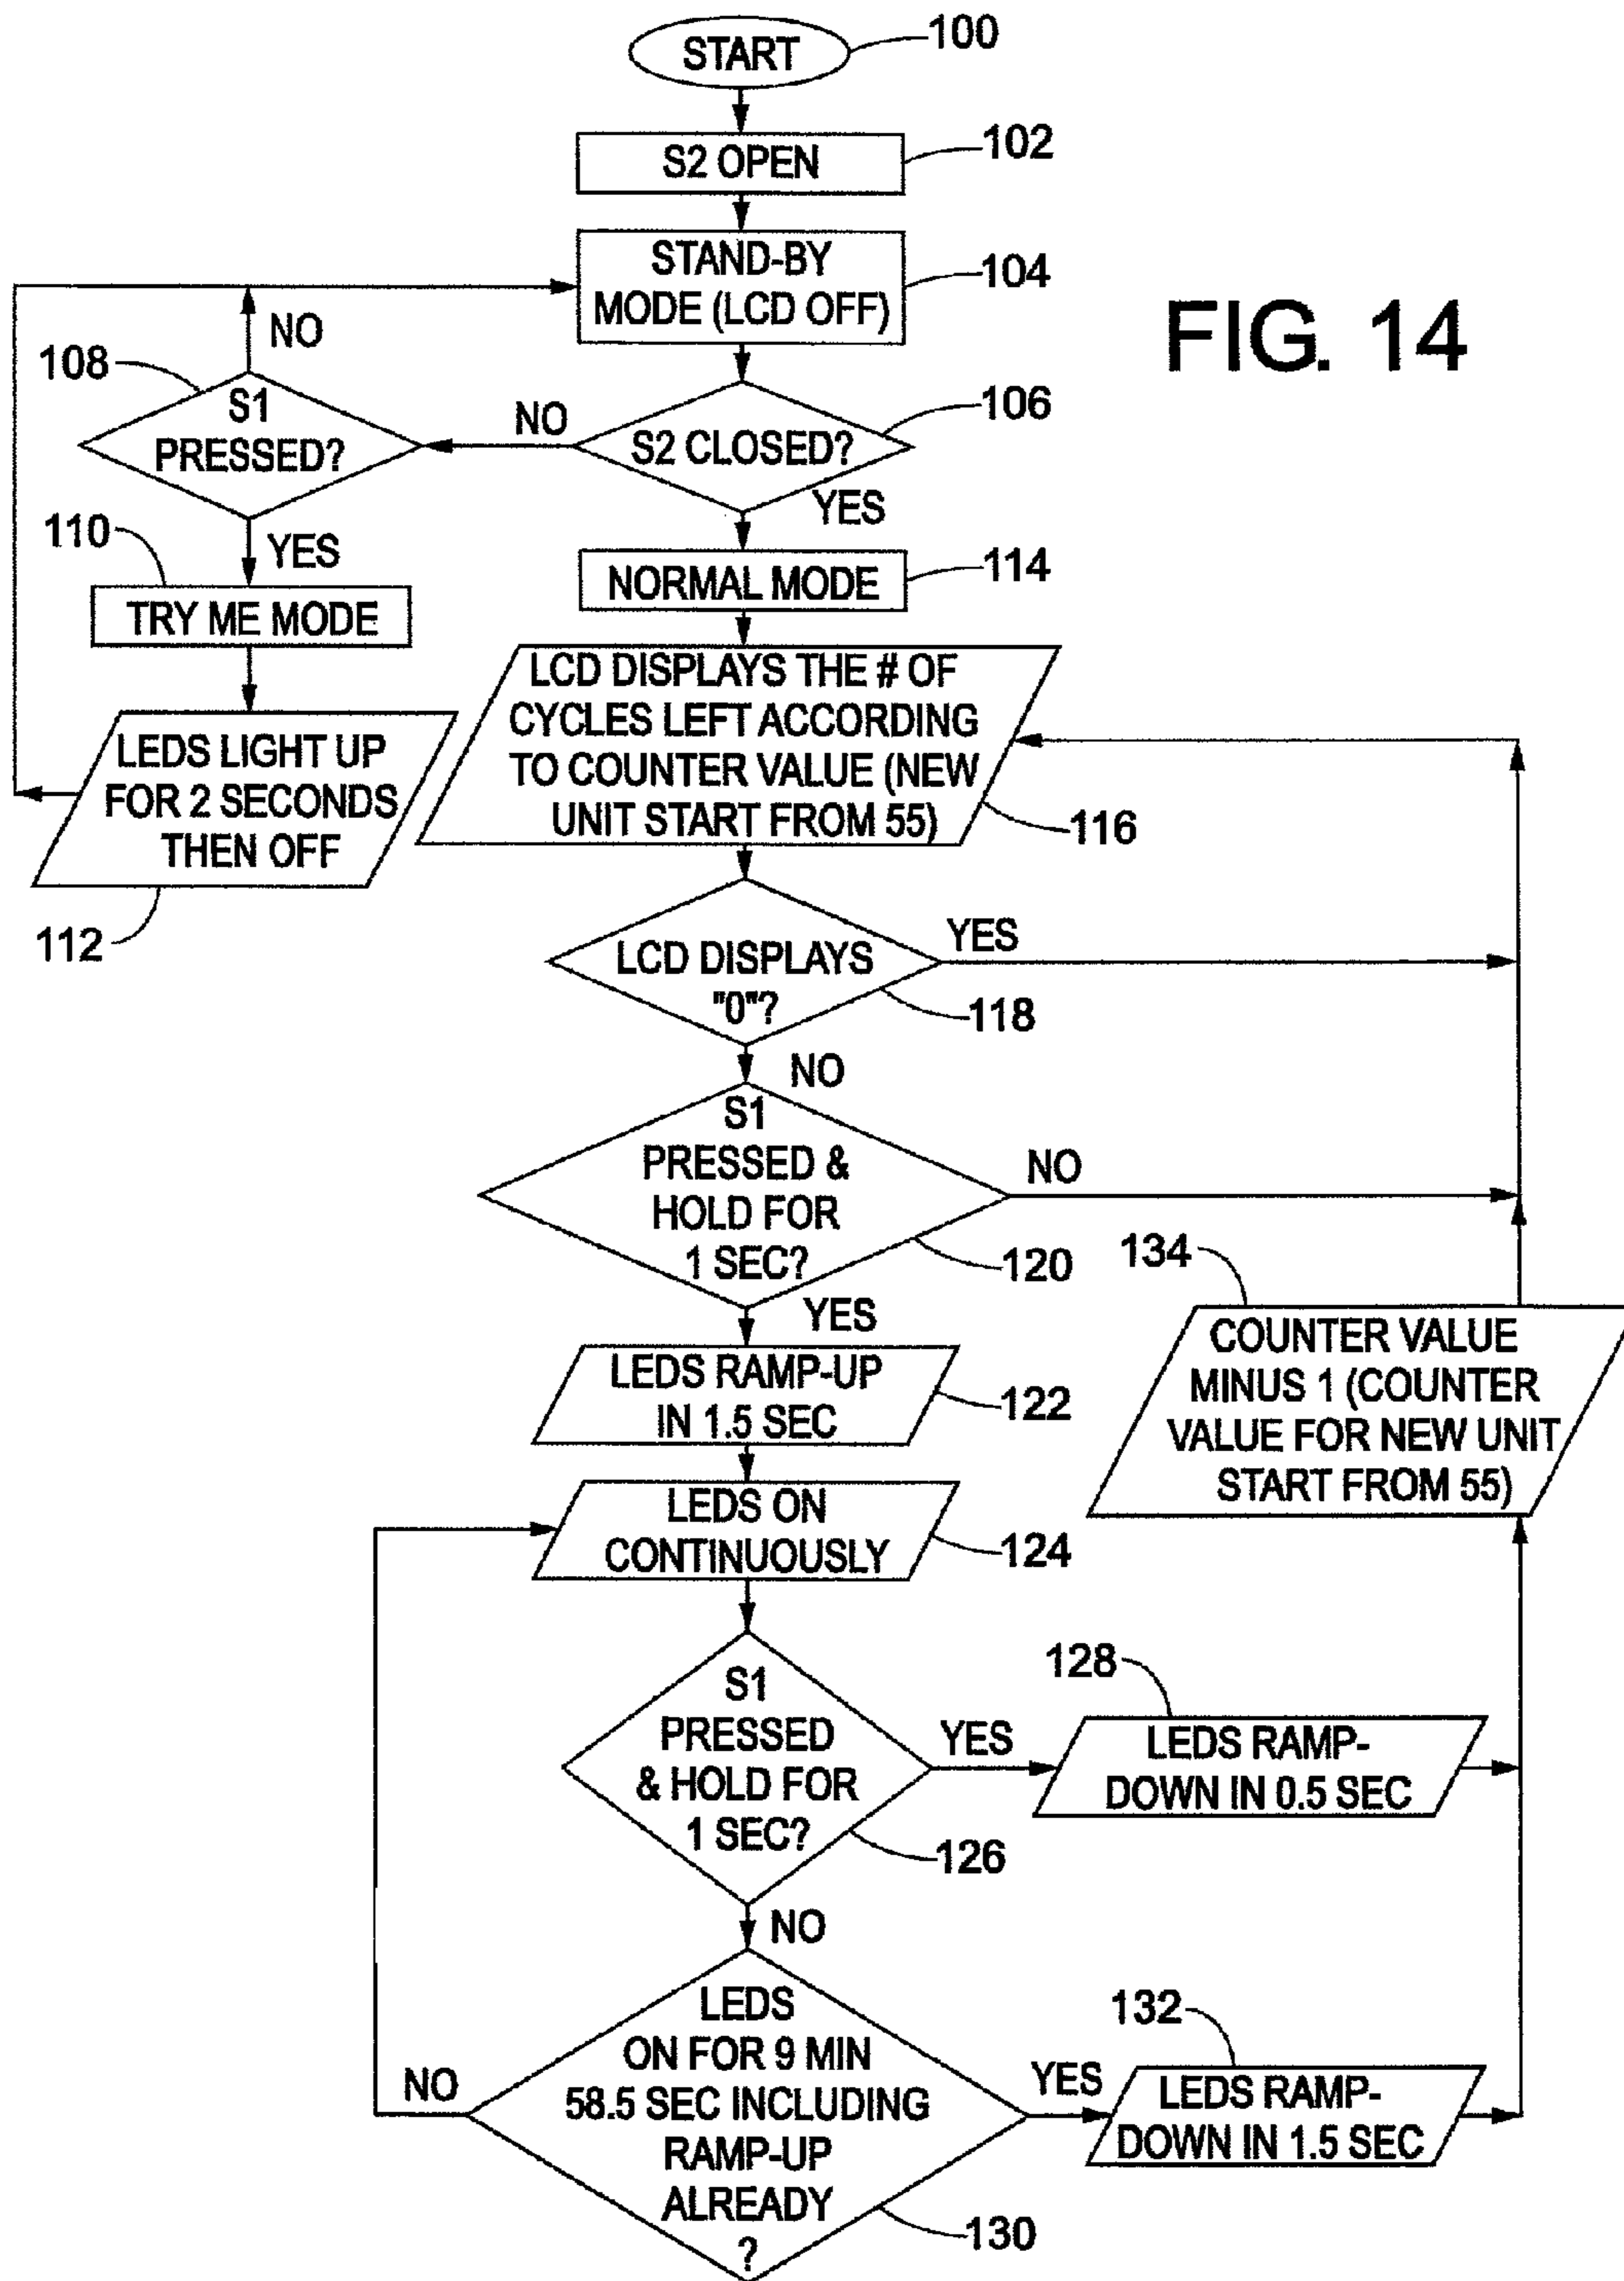 START
100
S2 OPEN
102
STAND-BY
MODE (LCD OFF)
104
FIG. 14
NO
108
S1
PRESSED?
NO
S2 CLOSED?
106
YES
110
YES
TRY ME MODE
NORMAL MODE
114
LEDS LIGHT UP
FOR 2 SECONDS
THEN OFF
112
LCD DISPLAYS THE # OF
CYCLES LEFT ACCORDING
TO COUNTER VALUE (NEW
UNIT START FROM 55)
116
LCD DISPLAYS
"0"?
YES
118
NO
S1
PRESSED &
HOLD FOR
1 SEC?
NO
120
YES
LEDS RAMP-UP
IN 1.5 SEC
122
134
COUNTER VALUE
MINUS 1 (COUNTER
VALUE FOR NEW UNIT
START FROM 55)
LEDS ON
CONTINUOUSLY
124
S1
PRESSED
& HOLD FOR
1 SEC?
YES
126
128
LEDS RAMP-
DOWN IN 0.5 SEC
NO
LEDS
ON FOR 9 MIN
58.5 SEC INCLUDING
RAMP-UP
ALREADY
?
NO
YES
130
132
LEDS RAMP-
DOWN IN 1.5 SEC